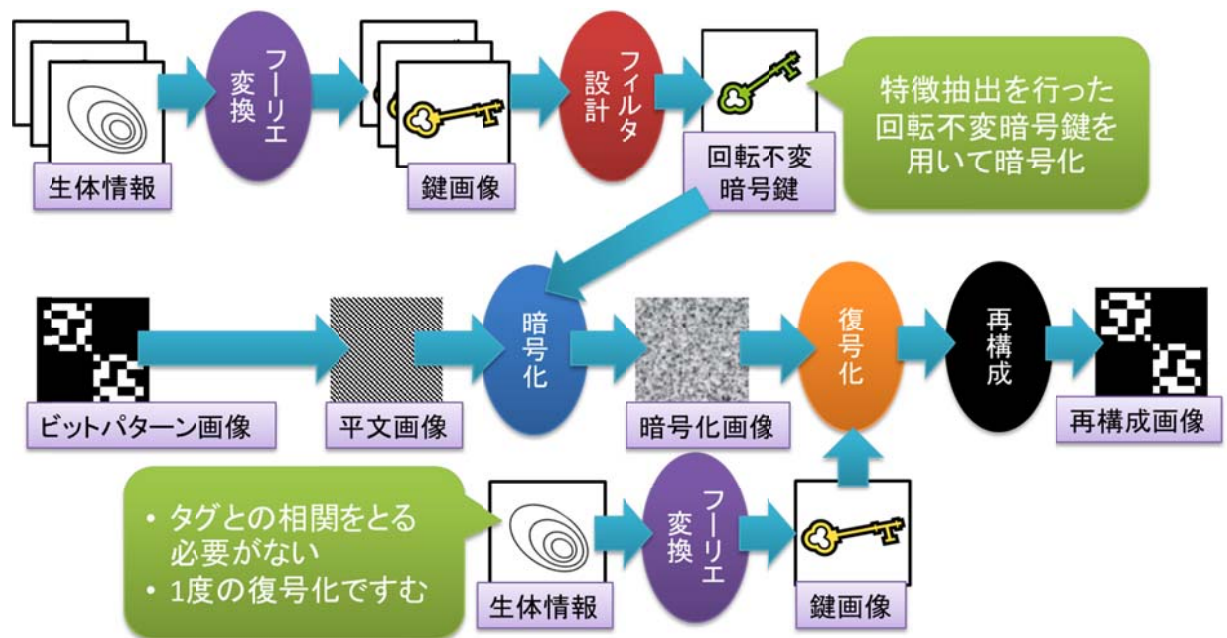 フーリエ
変換
フィルタ
設計
生体情報
鍵画像
回転不変
暗号鍵
特徴抽出を行った
回転不変暗号鍵を
用いて暗号化
暗号化
復号化
再構成
ビットパターン画像
平文画像
暗号化画像
再構成画像
• タグとの相関をとる
必要がない
• 1度の復号化ですむ
フーリエ
変換
生体情報
鍵画像